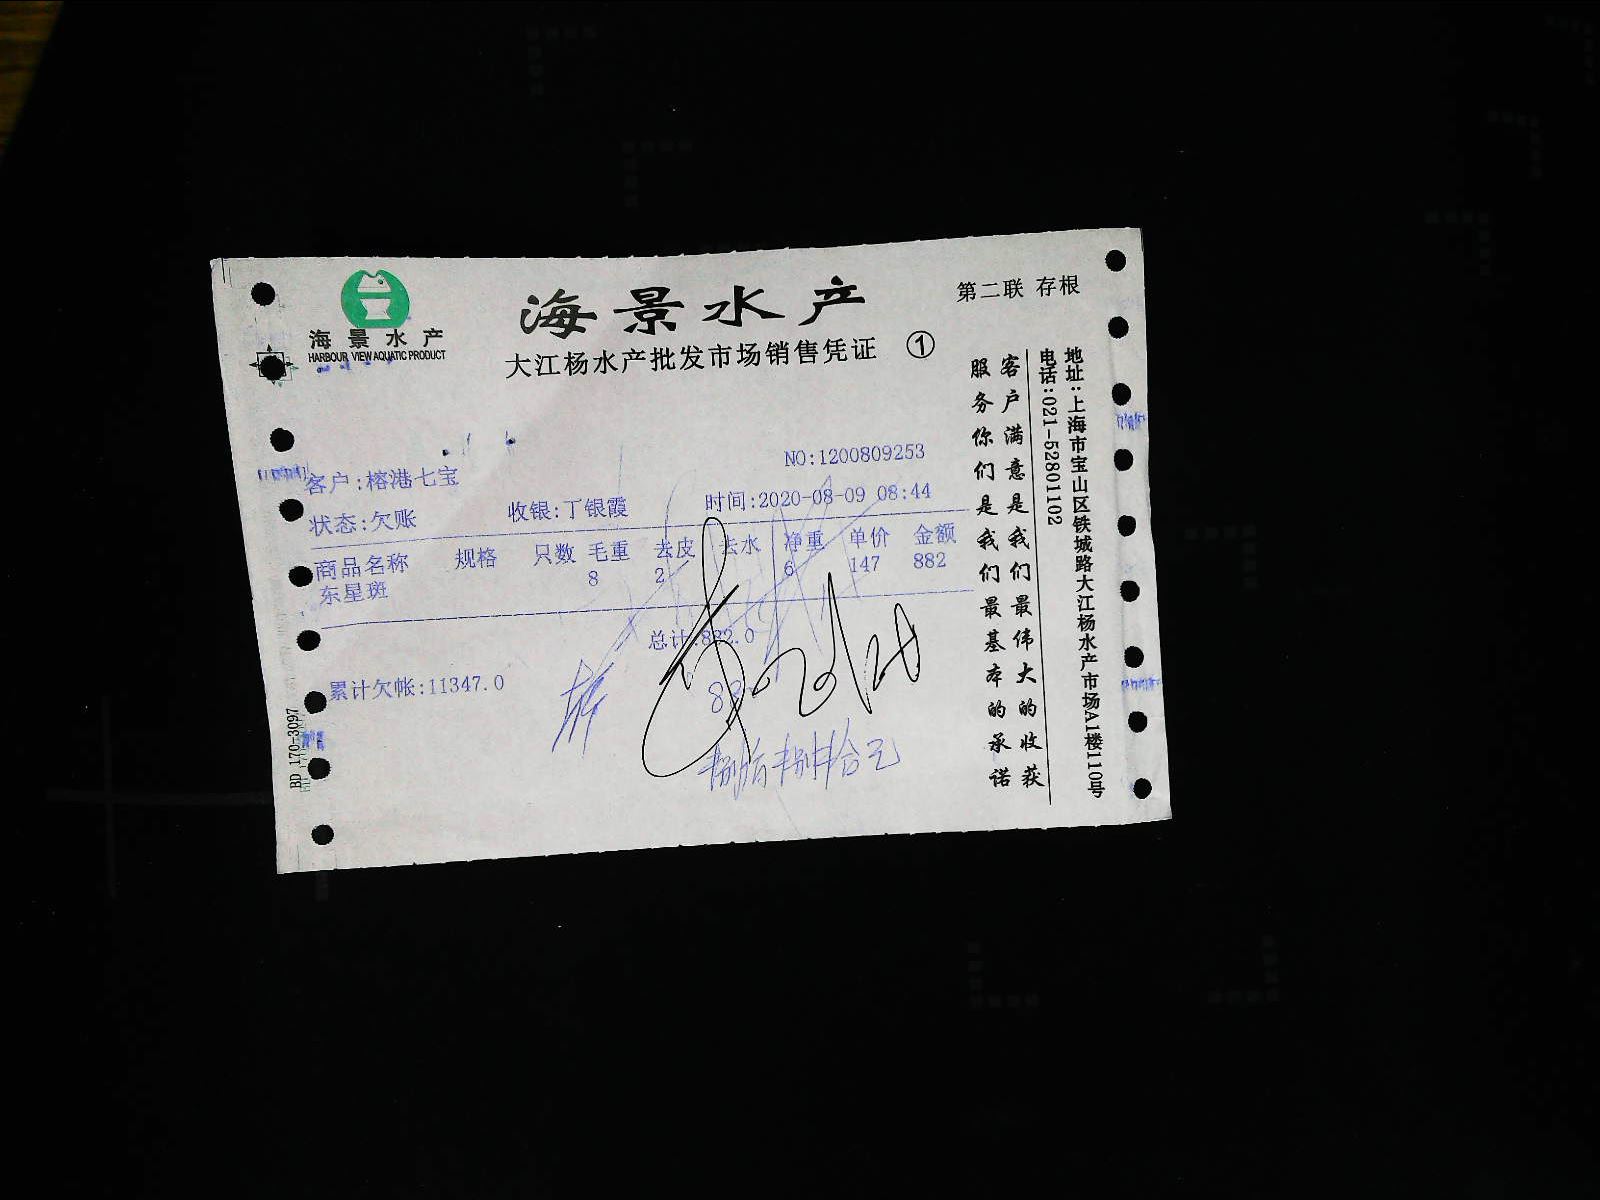 海景水产
HARBOUR VIEW AQUATIC PRODUCT
海景水产
大江杨水产批发市场销售凭证 ①
第二联 存根
NO:1200809253
客户:榕港七宝
状态:欠账 收银:丁银霞 时间:2020-08-09 08:44
商品名称 规格 只数 毛重 去皮 去水 净重 单价 金额
东星斑 8 2 6 147 882
总计:882.0
累计欠帐:11347.0
捌佰捌拾元
客户满意是我们最伟大的收获
服务你们是我们最基本的承诺
地址:上海市宝山区铁城路大江杨水产市场A1楼110号
电话:021-52801102
BD 170-3097